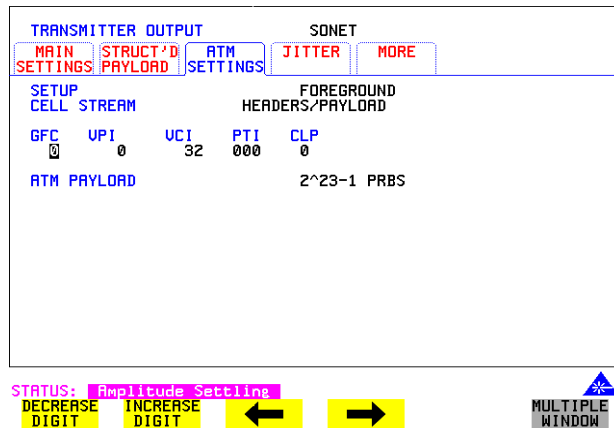 TRANSMITTER OUTPUT SONET
MAIN SETTINGS STRUCT'D PAYLOAD ATM SETTINGS JITTER MORE
SETUP FOREGROUND
CELL STREAM HEADERS/PAYLOAD
GFC VPI VCI PTI CLP
0 0 32 000 0
ATM PAYLOAD 2^23-1 PRBS
STATUS: Amplitude Settling
DECREASE DIGIT INCREASE DIGIT MULTIPLE WINDOW